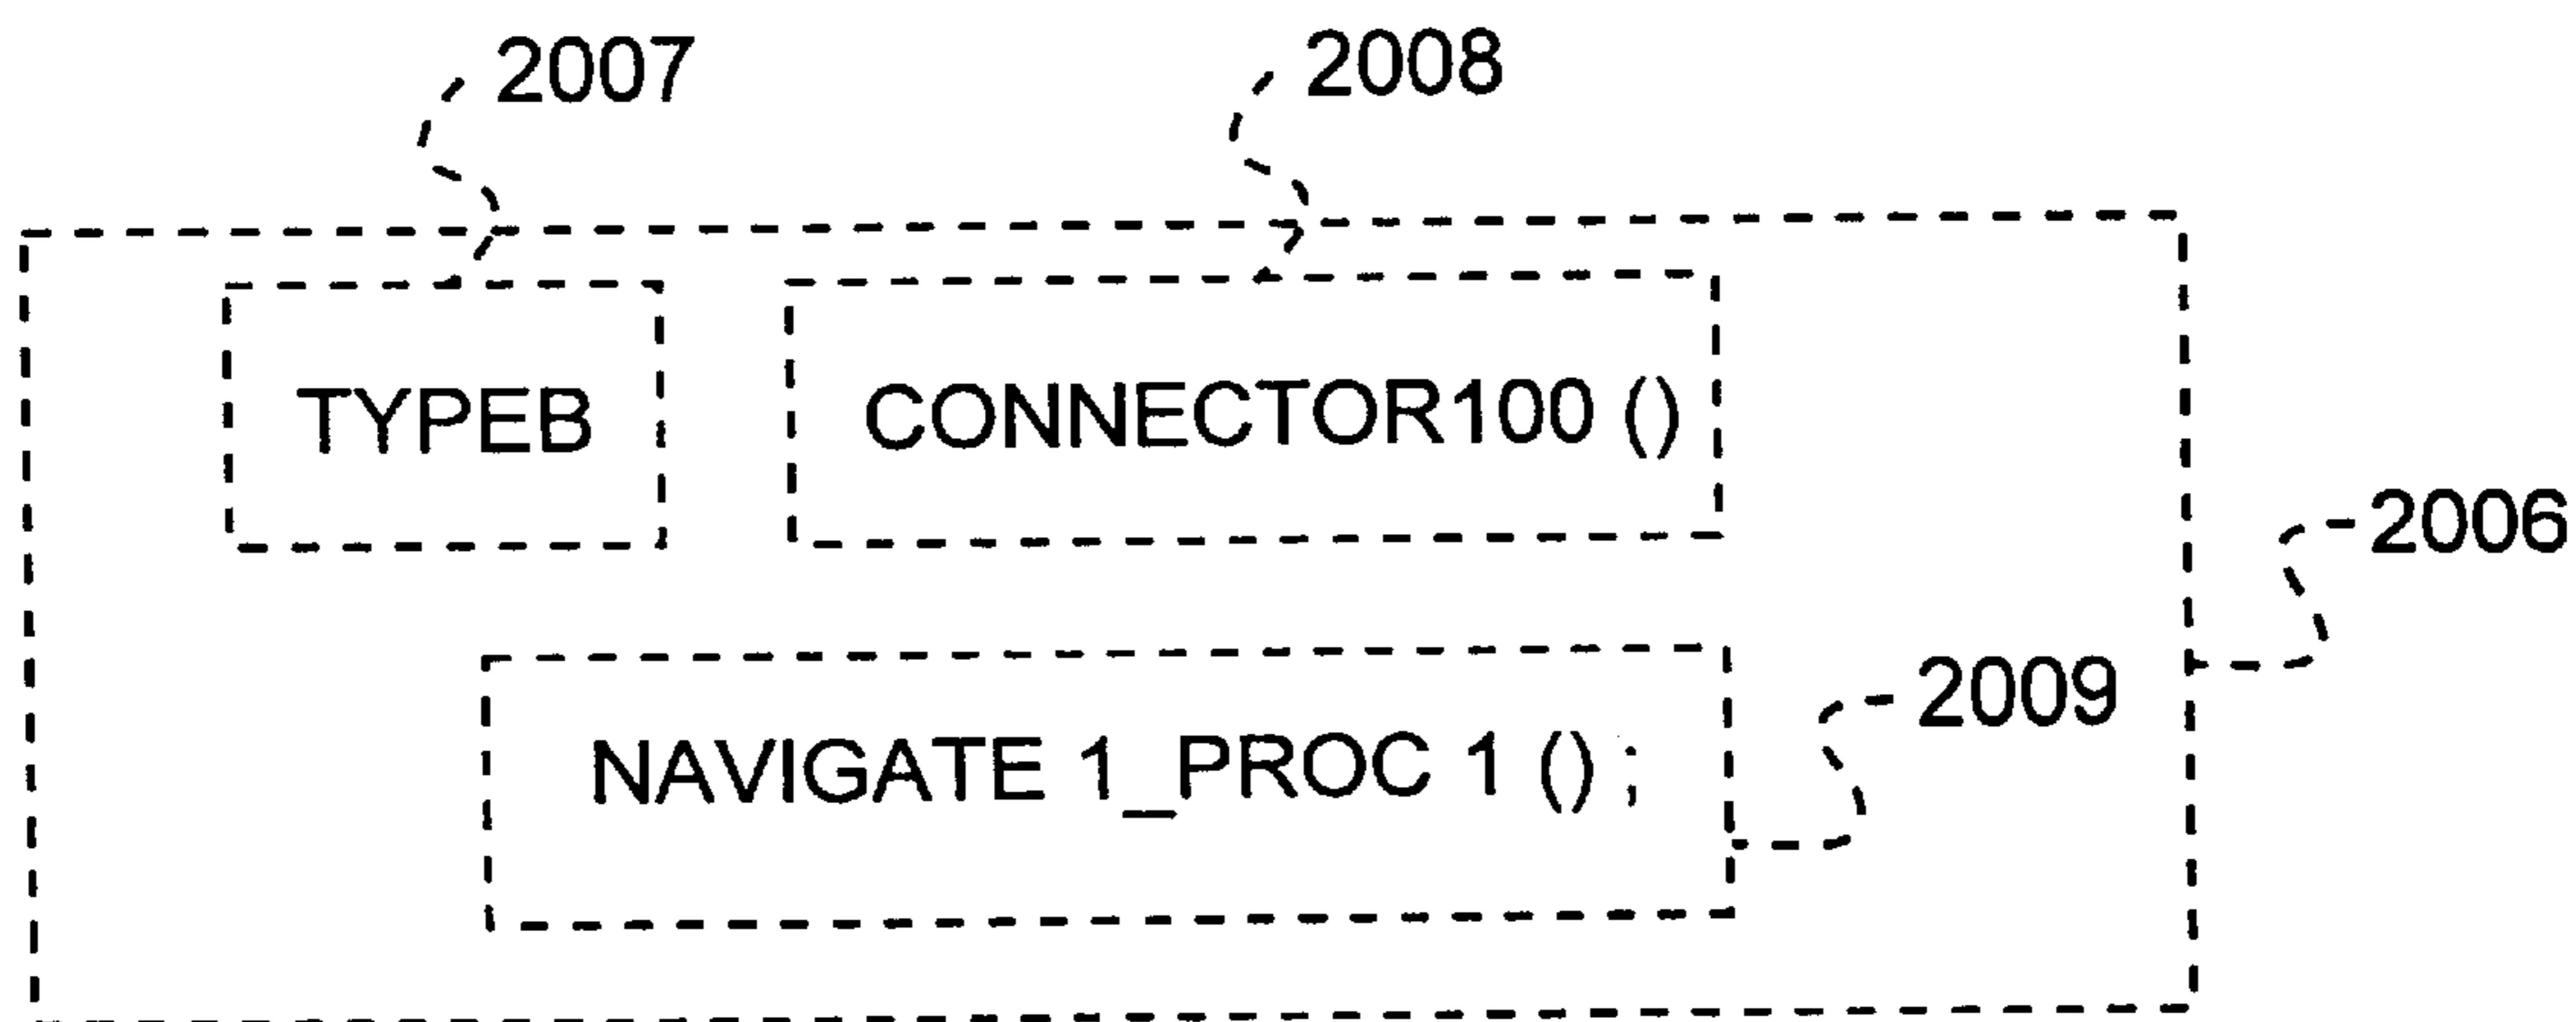 2007 2008
TYPEB CONNECTOR100 ()
2006
2009
NAVIGATE 1_PROC 1 () ;